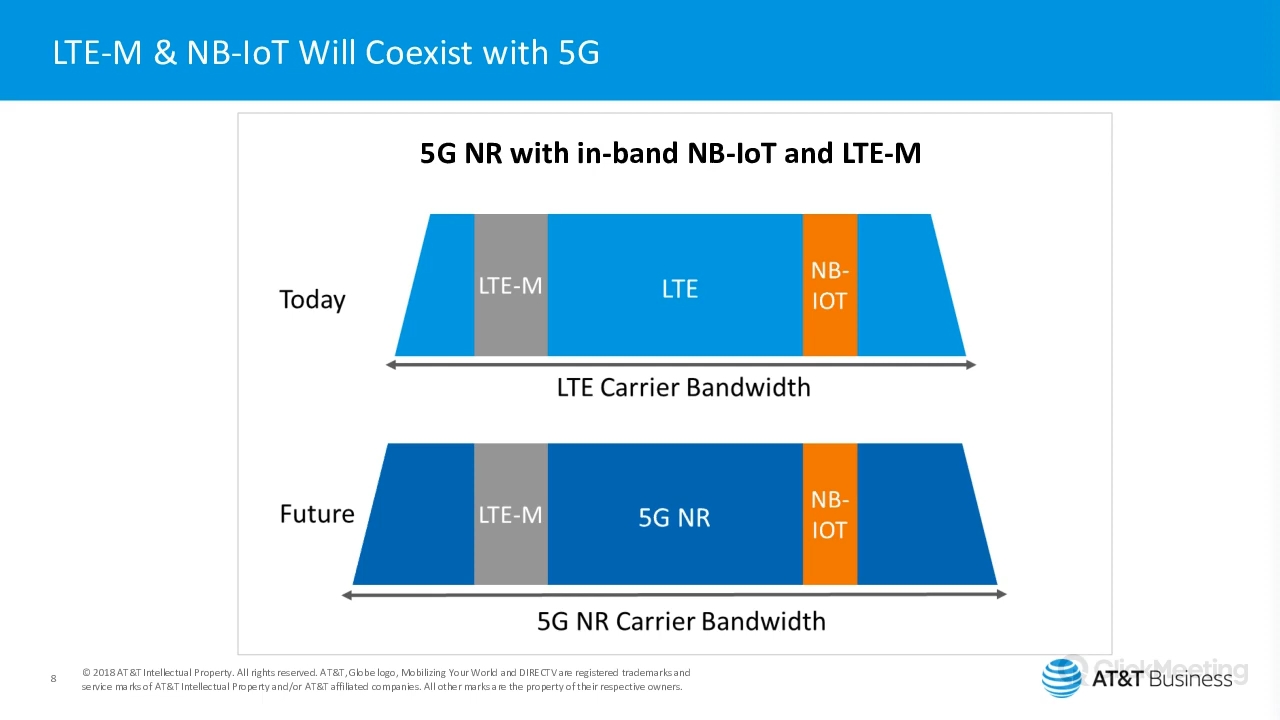 LTE-M & NB-IoT Will Coexist with 5G
5G NR with in-band NB-IoT and LTE-M
Today
LTE-M
LTE
NB-
IOT
LTE Carrier Bandwidth
Future
LTE-M
5G NR
NB-
IOT
5G NR Carrier Bandwidth
8
© 2018 AT&T Intellectual Property. All rights reserved. AT&T, Globe logo, Mobilizing Your World and DIRECTV are registered trademarks and
service marks of AT&T Intellectual Property and/or AT&T affiliated companies. All other marks are the property of their respective owners.
ClickMeeting
AT&T Business